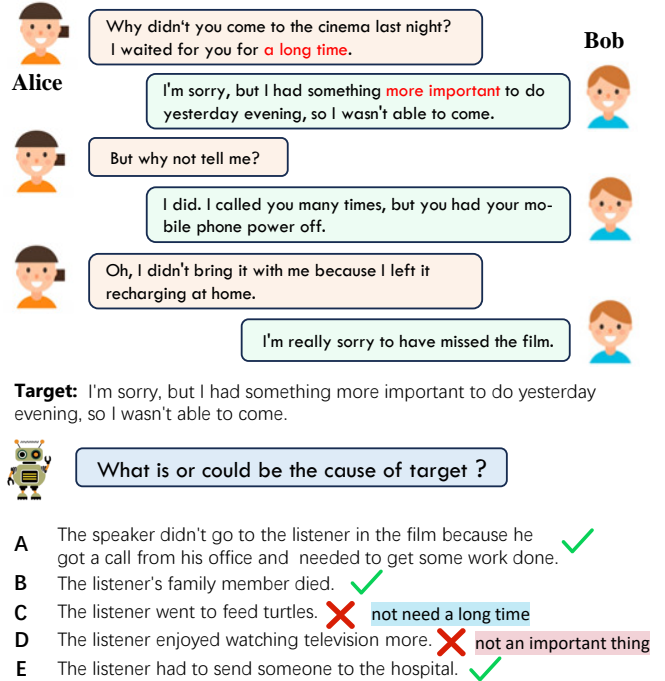 Why didn't you come to the cinema last night?
I waited for you for a long time.
Alice
Bob
I'm sorry, but I had something more important to do
yesterday evening, so I wasn't able to come.
But why not tell me?
I did. I called you many times, but you had your mo-
bile phone power off.
Oh, I didn't bring it with me because I left it
recharging at home.
I'm really sorry to have missed the film.
Target: I'm sorry, but I had something more important to do yesterday
evening, so I wasn't able to come.
What is or could be the cause of target ?
A The speaker didn't go to the listener in the film because he
got a call from his office and needed to get some work done.
B The listener's family member died.
C The listener went to feed turtles. not need a long time
D The listener enjoyed watching television more. not an important thing
E The listener had to send someone to the hospital.